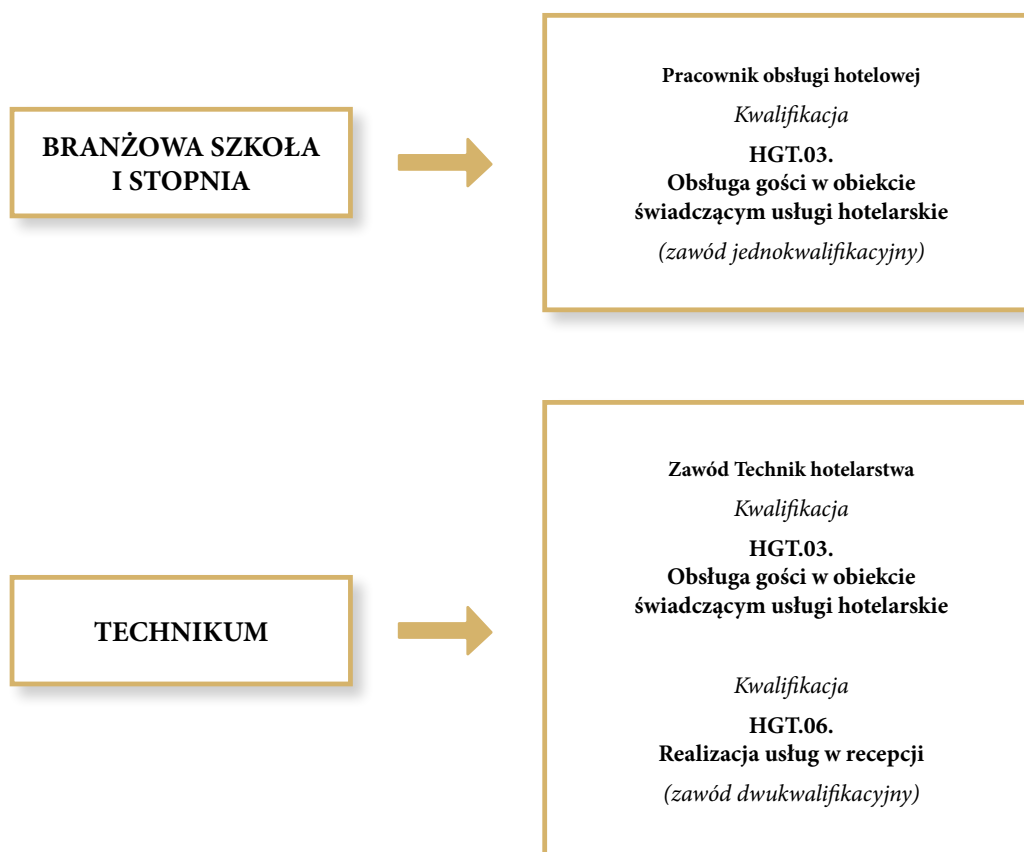 BRANŻOWA SZKOŁA
I STOPNIA
Pracownik obsługi hotelowej
Kwalifikacja
HGT.03.
Obsługa gości w obiekcie
świadczącym usługi hotelarskie
(zawód jednokwalifikacyjny)
TECHNIKUM
Zawód Technik hotelarstwa
Kwalifikacja
HGT.03.
Obsługa gości w obiekcie
świadczącym usługi hotelarskie
Kwalifikacja
HGT.06.
Realizacja usług w recepcji
(zawód dwukwalifikacyjny)